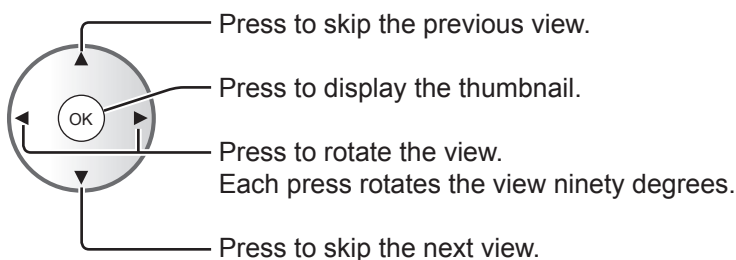 Press to skip the previous view.
Press to display the thumbnail.
OK
Press to rotate the view.
Each press rotates the view ninety degrees.
Press to skip the next view.